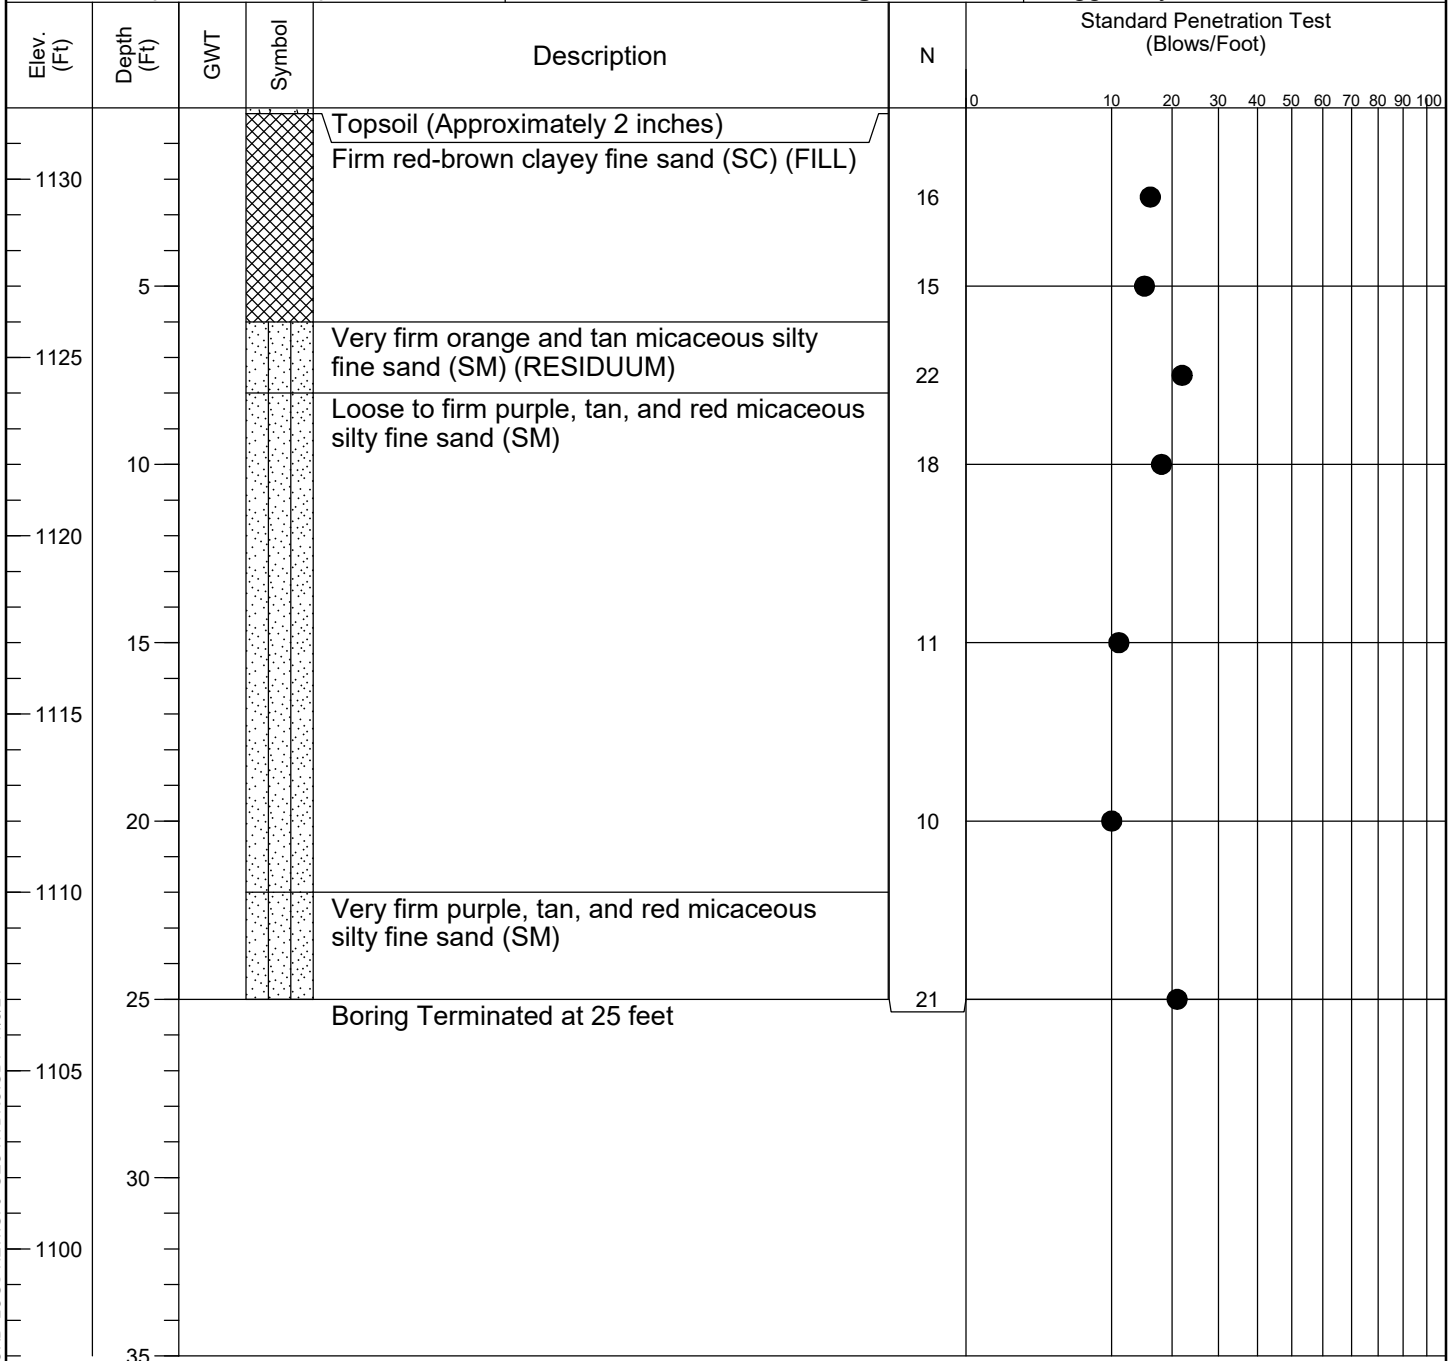 Standard Penetration Test
(Blows/Foot)
Elev.
(Ft)
Depth
(Ft)
GWT
Symbol
Description
N
0 10 20 30 40 50 60 70 80 90 100
Topsoil (Approximately 2 inches)
Firm red-brown clayey fine sand (SC) (FILL)
1130
16
5
15
Very firm orange and tan micaceous silty
fine sand (SM) (RESIDUUM)
1125
22
Loose to firm purple, tan, and red micaceous
silty fine sand (SM)
10
18
1120
15
11
1115
20
10
1110
Very firm purple, tan, and red micaceous
silty fine sand (SM)
25
21
Boring Terminated at 25 feet
1105
30
1100
35